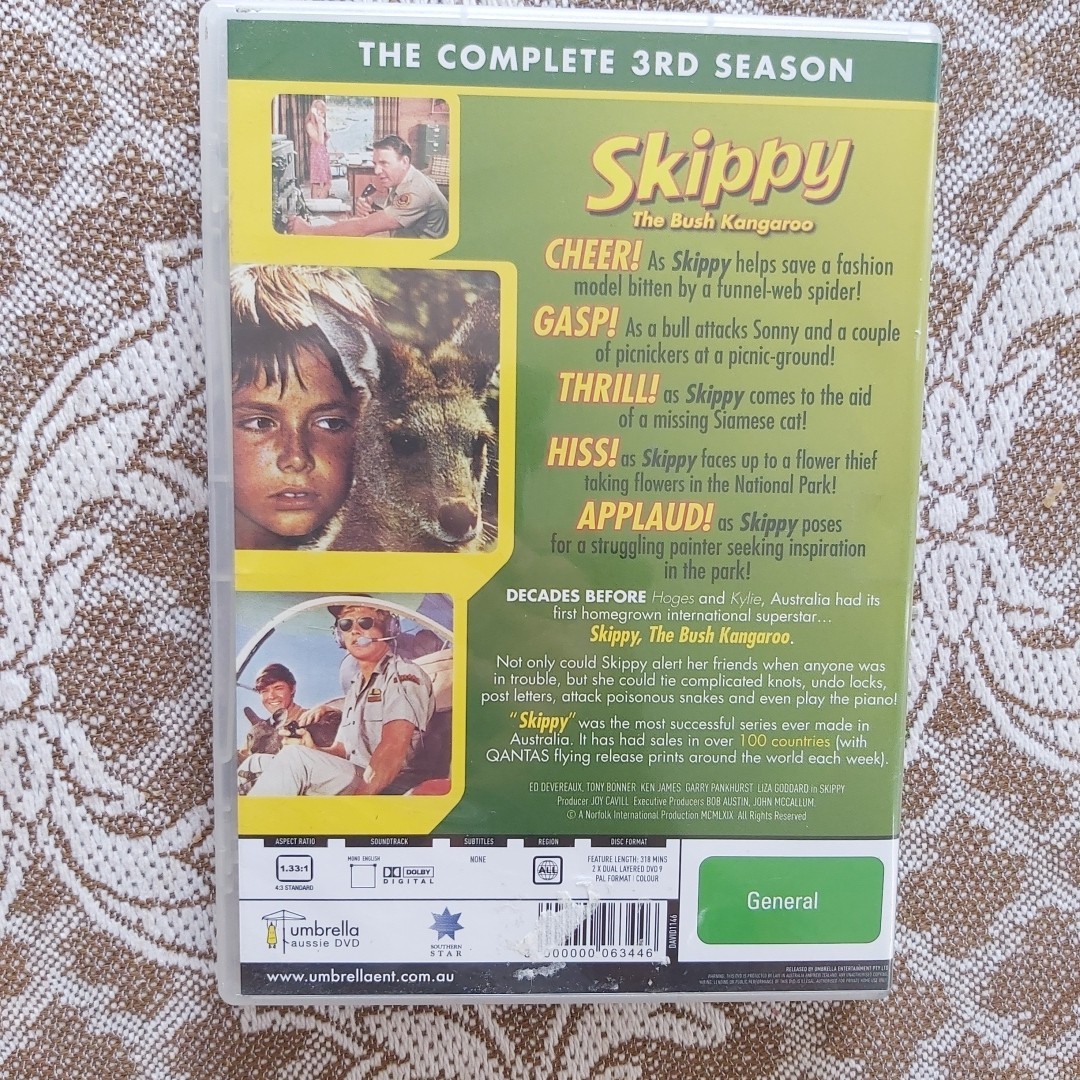 THE COMPLETE 3RD SEASON
Skippy
The Bush Kangaroo
CHEER! As Skippy helps save a fashion
model bitten by a funnel-web spider!
GASP! As a bull attacks Sonny and a couple
of picnickers at a picnic-ground!
THRILL! as Skippy comes to the aid
of a missing Siamese cat!
HISS! as Skippy faces up to a flower thief
taking flowers in the National Park!
APPLAUD! as Skippy poses
for a struggling painter seeking inspiration
in the park!
DECADES BEFORE Hoges and Kylie, Australia had its
first homegrown international superstar...
Skippy, The Bush Kangaroo.
Not only could Skippy alert her friends when anyone was
in trouble, but she could tie complicated knots, undo locks,
post letters, attack poisonous snakes and even play the piano!
"Skippy" was the most successful series ever made in
Australia. It has had sales in over 100 countries (with
QANTAS flying release prints around the world each week).
ED DEVEREAUX, TONY BONNER KEN JAMES GARRY PANKHURST LIZA GODDARD in SKIPPY
Producer JOY CAVILL Executive Producers BOB AUSTIN, JOHN MCCALLUM.
© A Norfolk International Production MCMLXIX All Rights Reserved
ASPECT RATIO SOUNDTRACK SUBTITLES REGION DISC FORMAT
1.33:1
4:3 STANDARD
MONO ENGLISH
DOLBY
DIGITAL
NONE
ALL
FEATURE LENGTH: 318 MINS
2 X DUAL LAYERED DVD 9
PAL FORMAT | COLOUR
General
umbrella
aussie DVD
SOUTHERN
STAR
000000 063446
DAVID1146
www.umbrellaent.com.au
RELEASED BY UMBRELLA ENTERTAINMENT PTY LTD